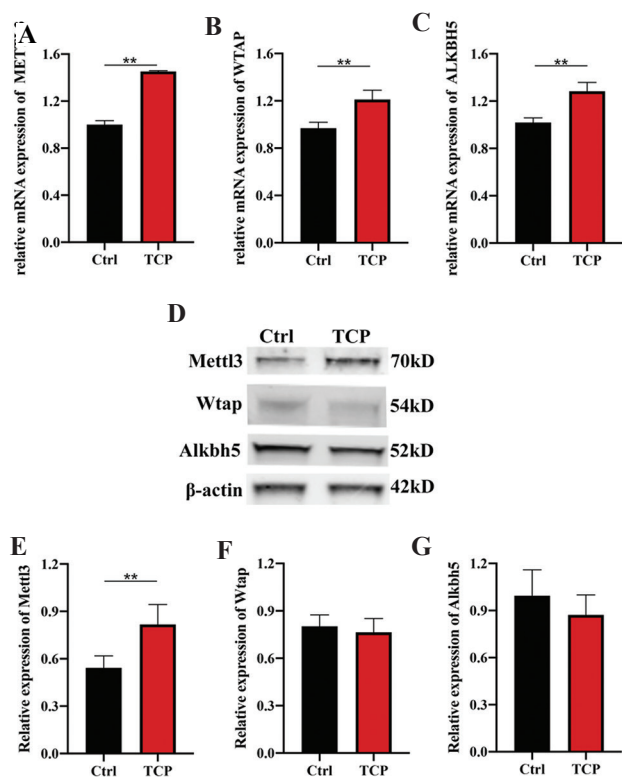 A
relative mRNA expression of MET
**
1.6
1.2
0.8
0.4
0.0
Ctrl TCP
B
relative mRNA expression of WTAP
**
1.6
1.2
0.8
0.4
0.0
Ctrl TCP
C
relative mRNA expression of ALKBH5
**
1.6
1.2
0.8
0.4
0.0
Ctrl TCP
D
Ctrl TCP
Mettl3 70kD
Wtap 54kD
Alkbh5 52kD
β-actin 42kD
E
Relative expression of Mettl3
**
1.2
0.9
0.6
0.3
0.0
Ctrl TCP
F
Relative expression of Wtap
1.2
0.9
0.6
0.3
0.0
Ctrl TCP
G
Relative expression of Alkbh5
1.2
0.9
0.6
0.3
0.0
Ctrl TCP